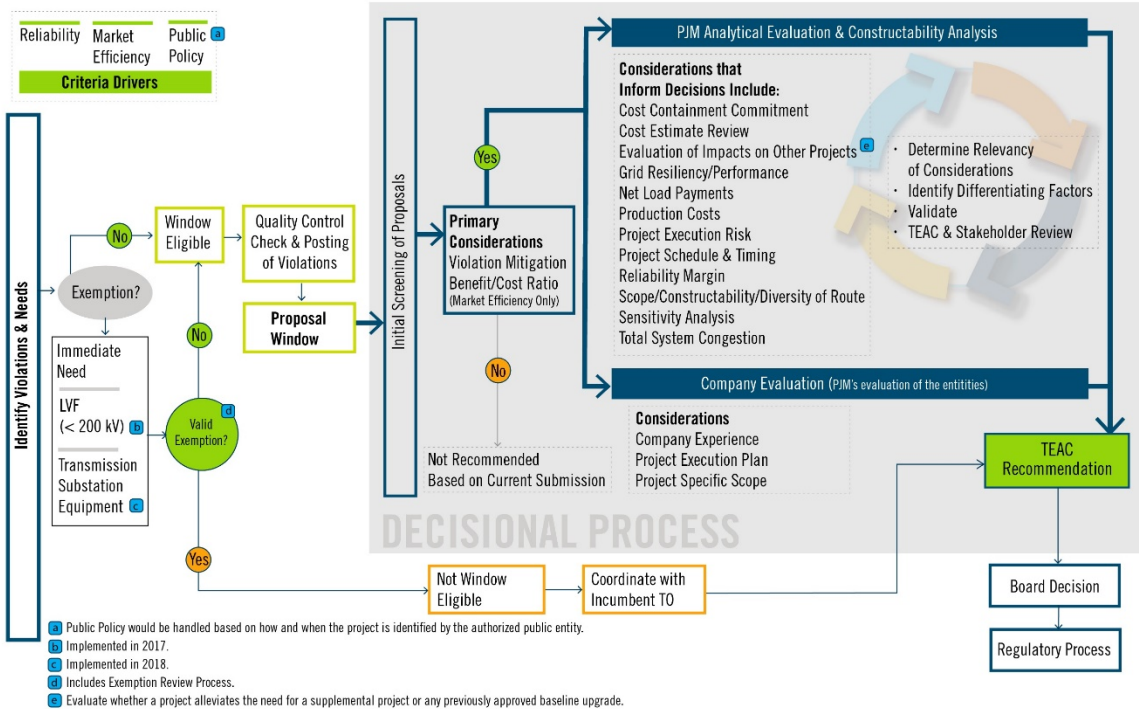 Reliability
Market
Efficiency
Public
Policy
a
Criteria Drivers
Identify Violations & Needs
Exemption?
No
Window
Eligible
Quality Control
Check & Posting
of Violations
Proposal
Window
Immediate
Need
LVF
(< 200 kV) b
Transmission
Substation
Equipment c
No
Valid
Exemption?
d
Yes
Not Window
Eligible
Coordinate with
Incumbent TO
Initial Screening of Proposals
Primary
Considerations
Violation Mitigation
Benefit/Cost Ratio
(Market Efficiency Only)
Yes
No
Not Recommended
Based on Current Submission
PJM Analytical Evaluation & Constructability Analysis
Considerations that
Inform Decisions Include:
Cost Containment Commitment
Cost Estimate Review
Evaluation of Impacts on Other Projects e
Grid Resiliency/Performance
Net Load Payments
Production Costs
Project Execution Risk
Project Schedule & Timing
Reliability Margin
Scope/Constructability/Diversity of Route
Sensitivity Analysis
Total System Congestion
• Determine Relevancy
of Considerations
• Identify Differentiating Factors
• Validate
• TEAC & Stakeholder Review
Company Evaluation (PJM's evaluation of the entities)
Considerations
Company Experience
Project Execution Plan
Project Specific Scope
DECISIONAL PROCESS
TEAC
Recommendation
Board Decision
Regulatory Process
a Public Policy would be handled based on how and when the project is identified by the authorized public entity.
b Implemented in 2017.
c Implemented in 2018.
d Includes Exemption Review Process.
e Evaluate whether a project alleviates the need for a supplemental project or any previously approved baseline upgrade.